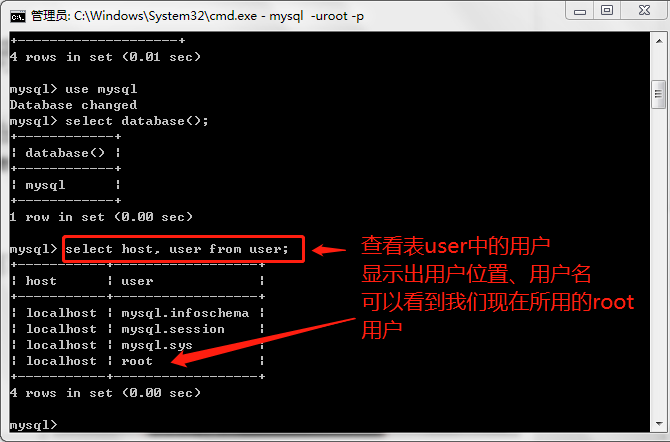 管理员: C:\Windows\System32\cmd.exe - mysql  -uroot -p
+--------------------+
4 rows in set (0.01 sec)
mysql> use mysql
Database changed
mysql> select database();
+------------+
| database() |
+------------+
| mysql      |
+------------+
1 row in set (0.00 sec)
mysql> select host, user from user;
+-----------+------------------+
| host      | user             |
+-----------+------------------+
| localhost | mysql.infoschema |
| localhost | mysql.session    |
| localhost | mysql.sys        |
| localhost | root             |
+-----------+------------------+
4 rows in set (0.00 sec)
mysql>
查看表user中的用户
显示出用户位置、用户名
可以看到我们现在所用的root
用户